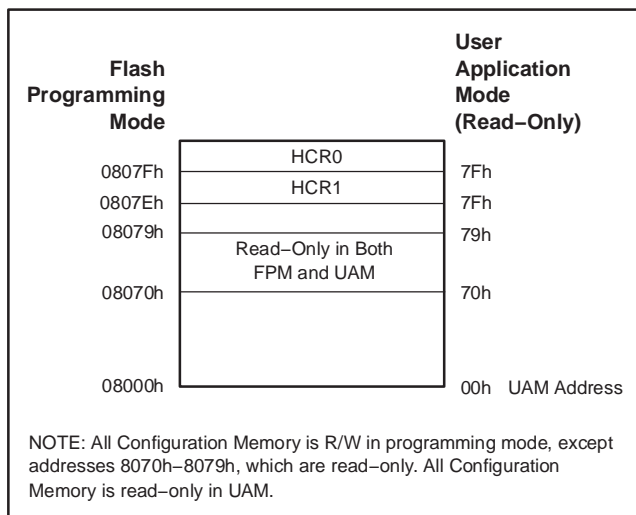 Flash
Programming
Mode
User
Application
Mode
(Read−Only)
HCR0
0807Fh
7Fh
HCR1
0807Eh
7Fh
08079h
79h
Read−Only in Both
FPM and UAM
08070h
70h
08000h
00h UAM Address
NOTE: All Configuration Memory is R/W in programming mode, except
addresses 8070h−8079h, which are read−only. All Configuration
Memory is read−only in UAM.